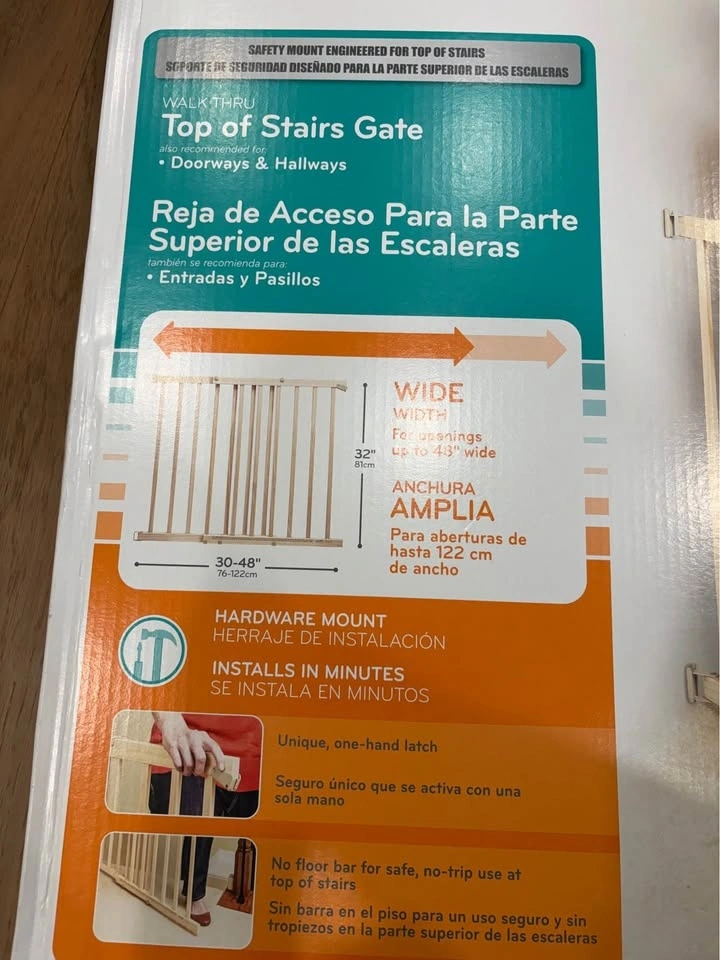 SAFETY MOUNT ENGINEERED FOR TOP OF STAIRS
SOPORTE DE SEGURIDAD DISEÑADO PARA LA PARTE SUPERIOR DE LAS ESCALERAS
WALK THRU
Top of Stairs Gate
also recommended for:
• Doorways & Hallways
Reja de Acceso Para la Parte
Superior de las Escaleras
también se recomienda para:
• Entradas y Pasillos
WIDE
WIDTH
For openings
up to 48" wide
32"
81cm
ANCHURA
AMPLIA
Para aberturas de
hasta 122 cm
de ancho
30-48"
76-122cm
HARDWARE MOUNT
HERRAJE DE INSTALACIÓN
INSTALLS IN MINUTES
SE INSTALA EN MINUTOS
Unique, one-hand latch
Seguro único que se activa con una
sola mano
No floor bar for safe, no-trip use at
top of stairs
Sin barra en el piso para un uso seguro y sin
tropiezos en la parte superior de las escaleras